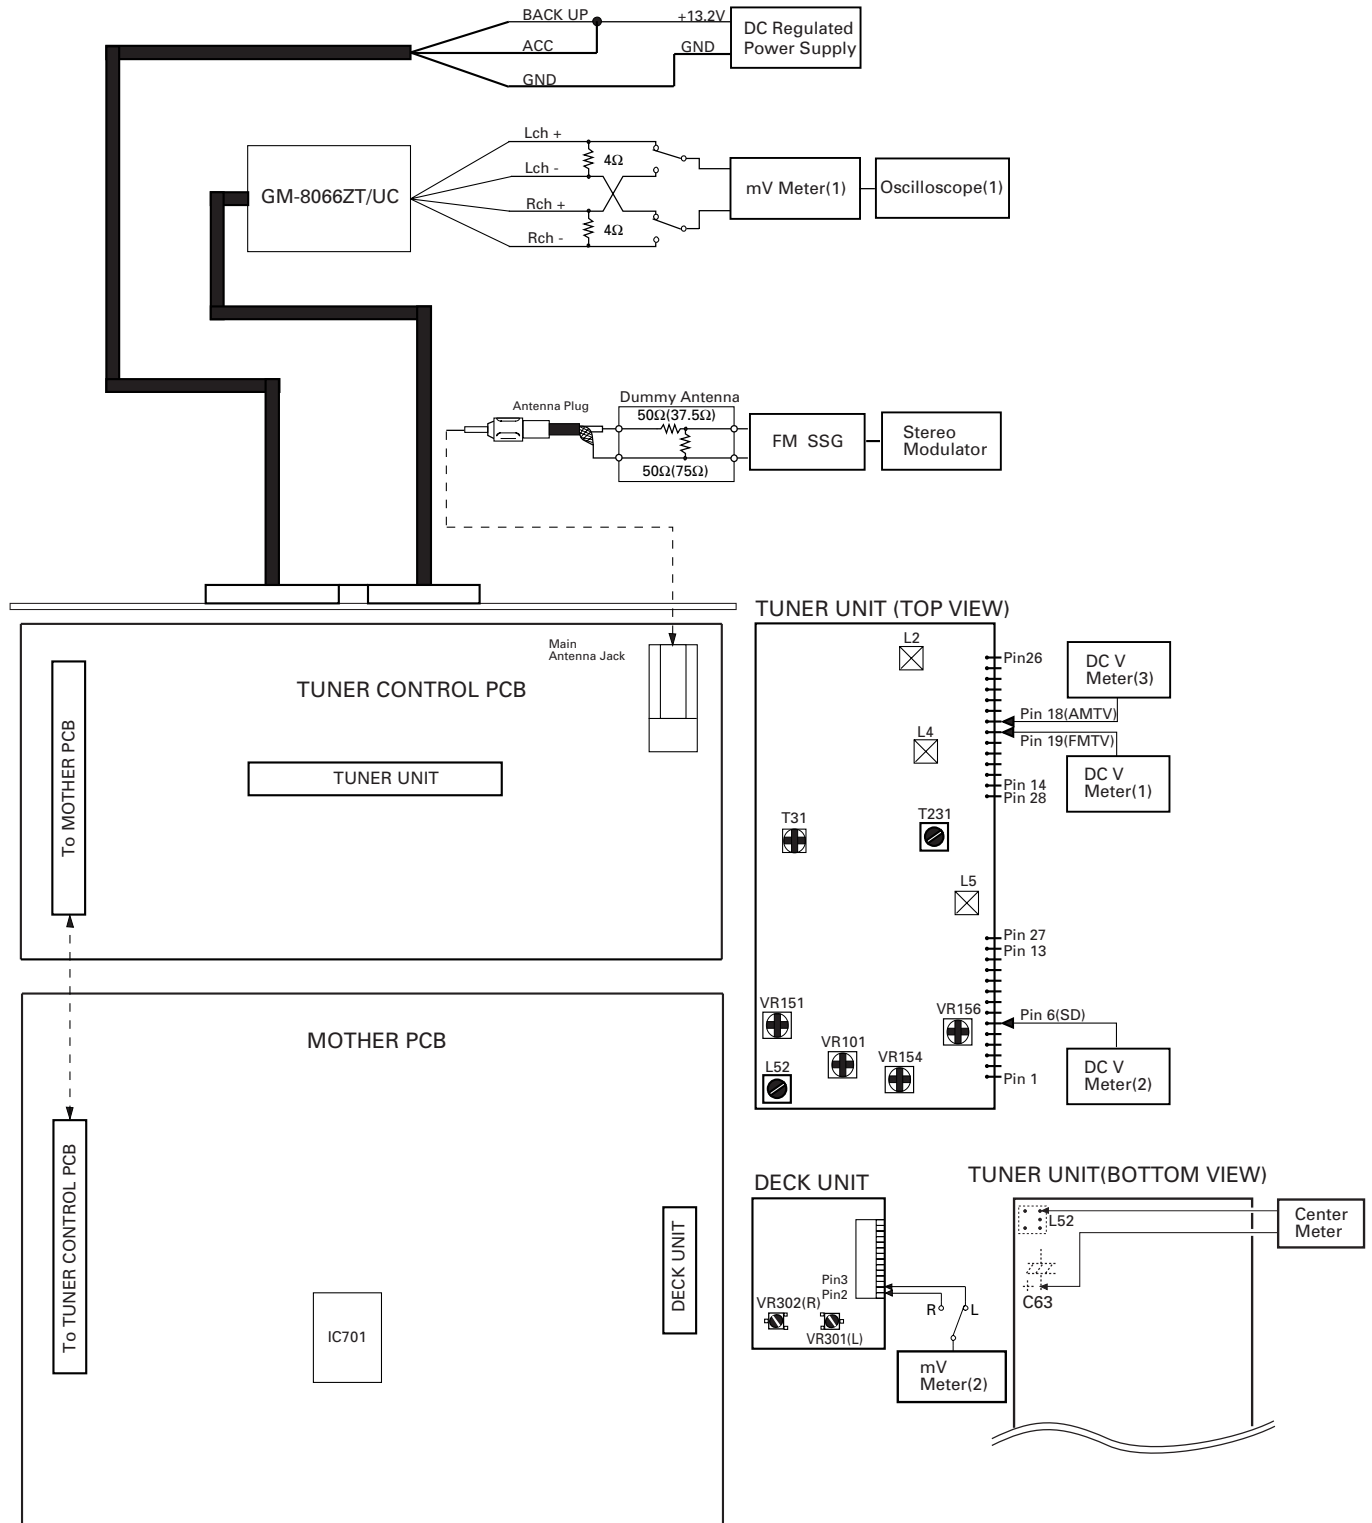 BACK UP
+13.2V
DC Regulated
Power Supply
ACC
GND
GND
Lch +
4Ω
Lch -
GM-8066ZT/UC
Rch +
4Ω
Rch -
mV Meter(1)
Oscilloscope(1)
Antenna Plug
Dummy Antenna
50Ω(37.5Ω)
50Ω(75Ω)
FM SSG
Stereo
Modulator
Main
Antenna Jack
TUNER CONTROL PCB
To MOTHER PCB
TUNER UNIT
TUNER UNIT (TOP VIEW)
L2
Pin26
DC V
Meter(3)
Pin 18(AMTV)
L4
Pin 19(FMTV)
DC V
Meter(1)
Pin 14
Pin 28
T31
T231
L5
Pin 27
Pin 13
VR151
VR156
Pin 6(SD)
VR101
VR154
L52
DC V
Meter(2)
Pin 1
MOTHER PCB
To TUNER CONTROL PCB
DECK UNIT
IC701
DECK UNIT
Pin3
Pin2
VR302(R)
VR301(L)
R
L
mV
Meter(2)
TUNER UNIT(BOTTOM VIEW)
L52
Center
Meter
C63